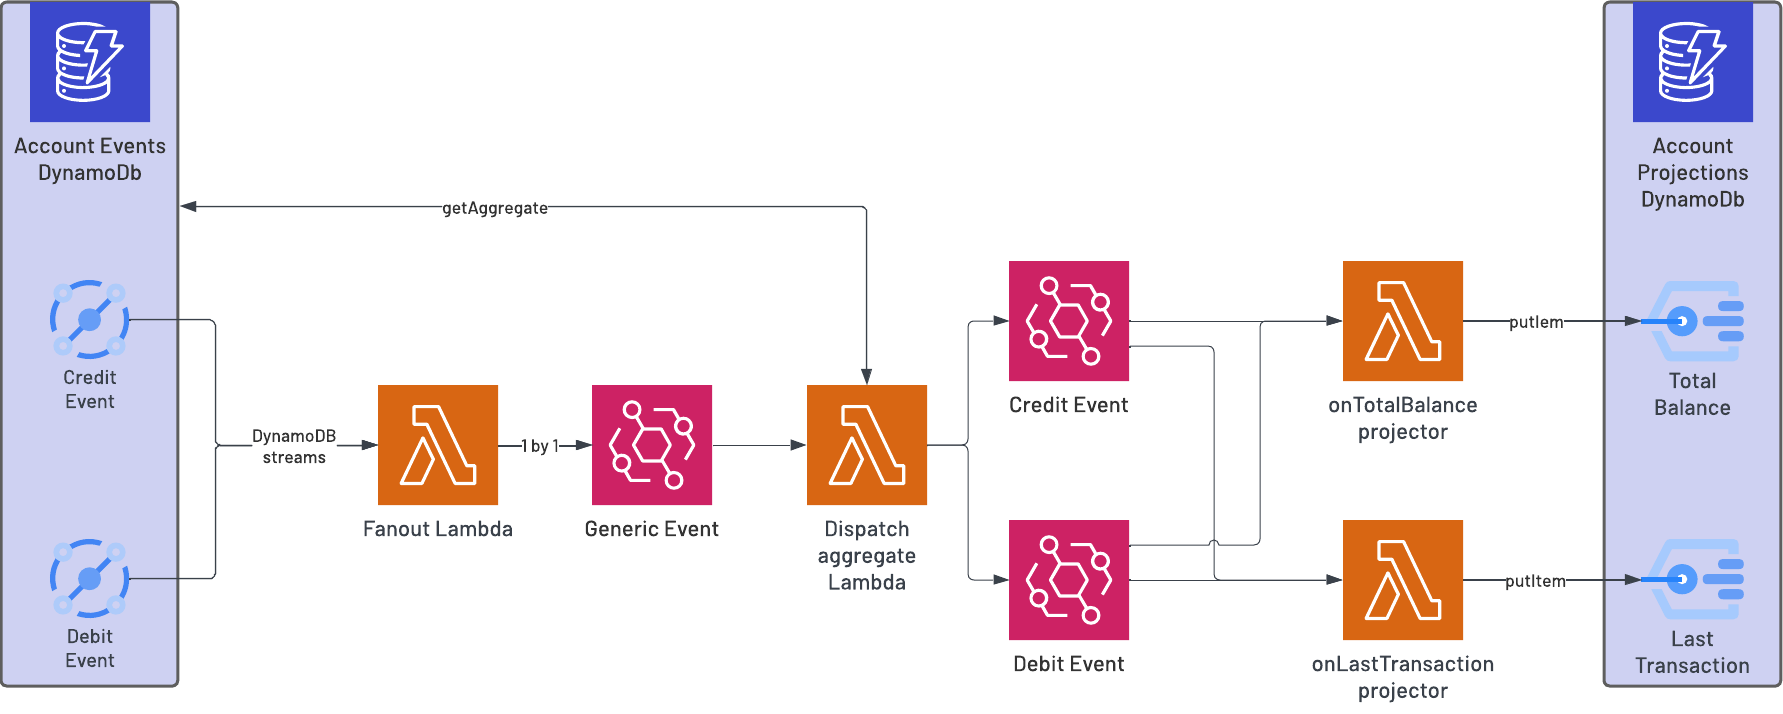 Account Events
DynamoDb
Credit
Event
Debit
Event
getAggregate
DynamoDB
streams
Fanout Lambda
1 by 1
Generic Event
Dispatch
aggregate
Lambda
Credit Event
Debit Event
onTotalBalance
projector
onLastTransaction
projector
putIem
putItem
Account
Projections
DynamoDb
Total
Balance
Last
Transaction